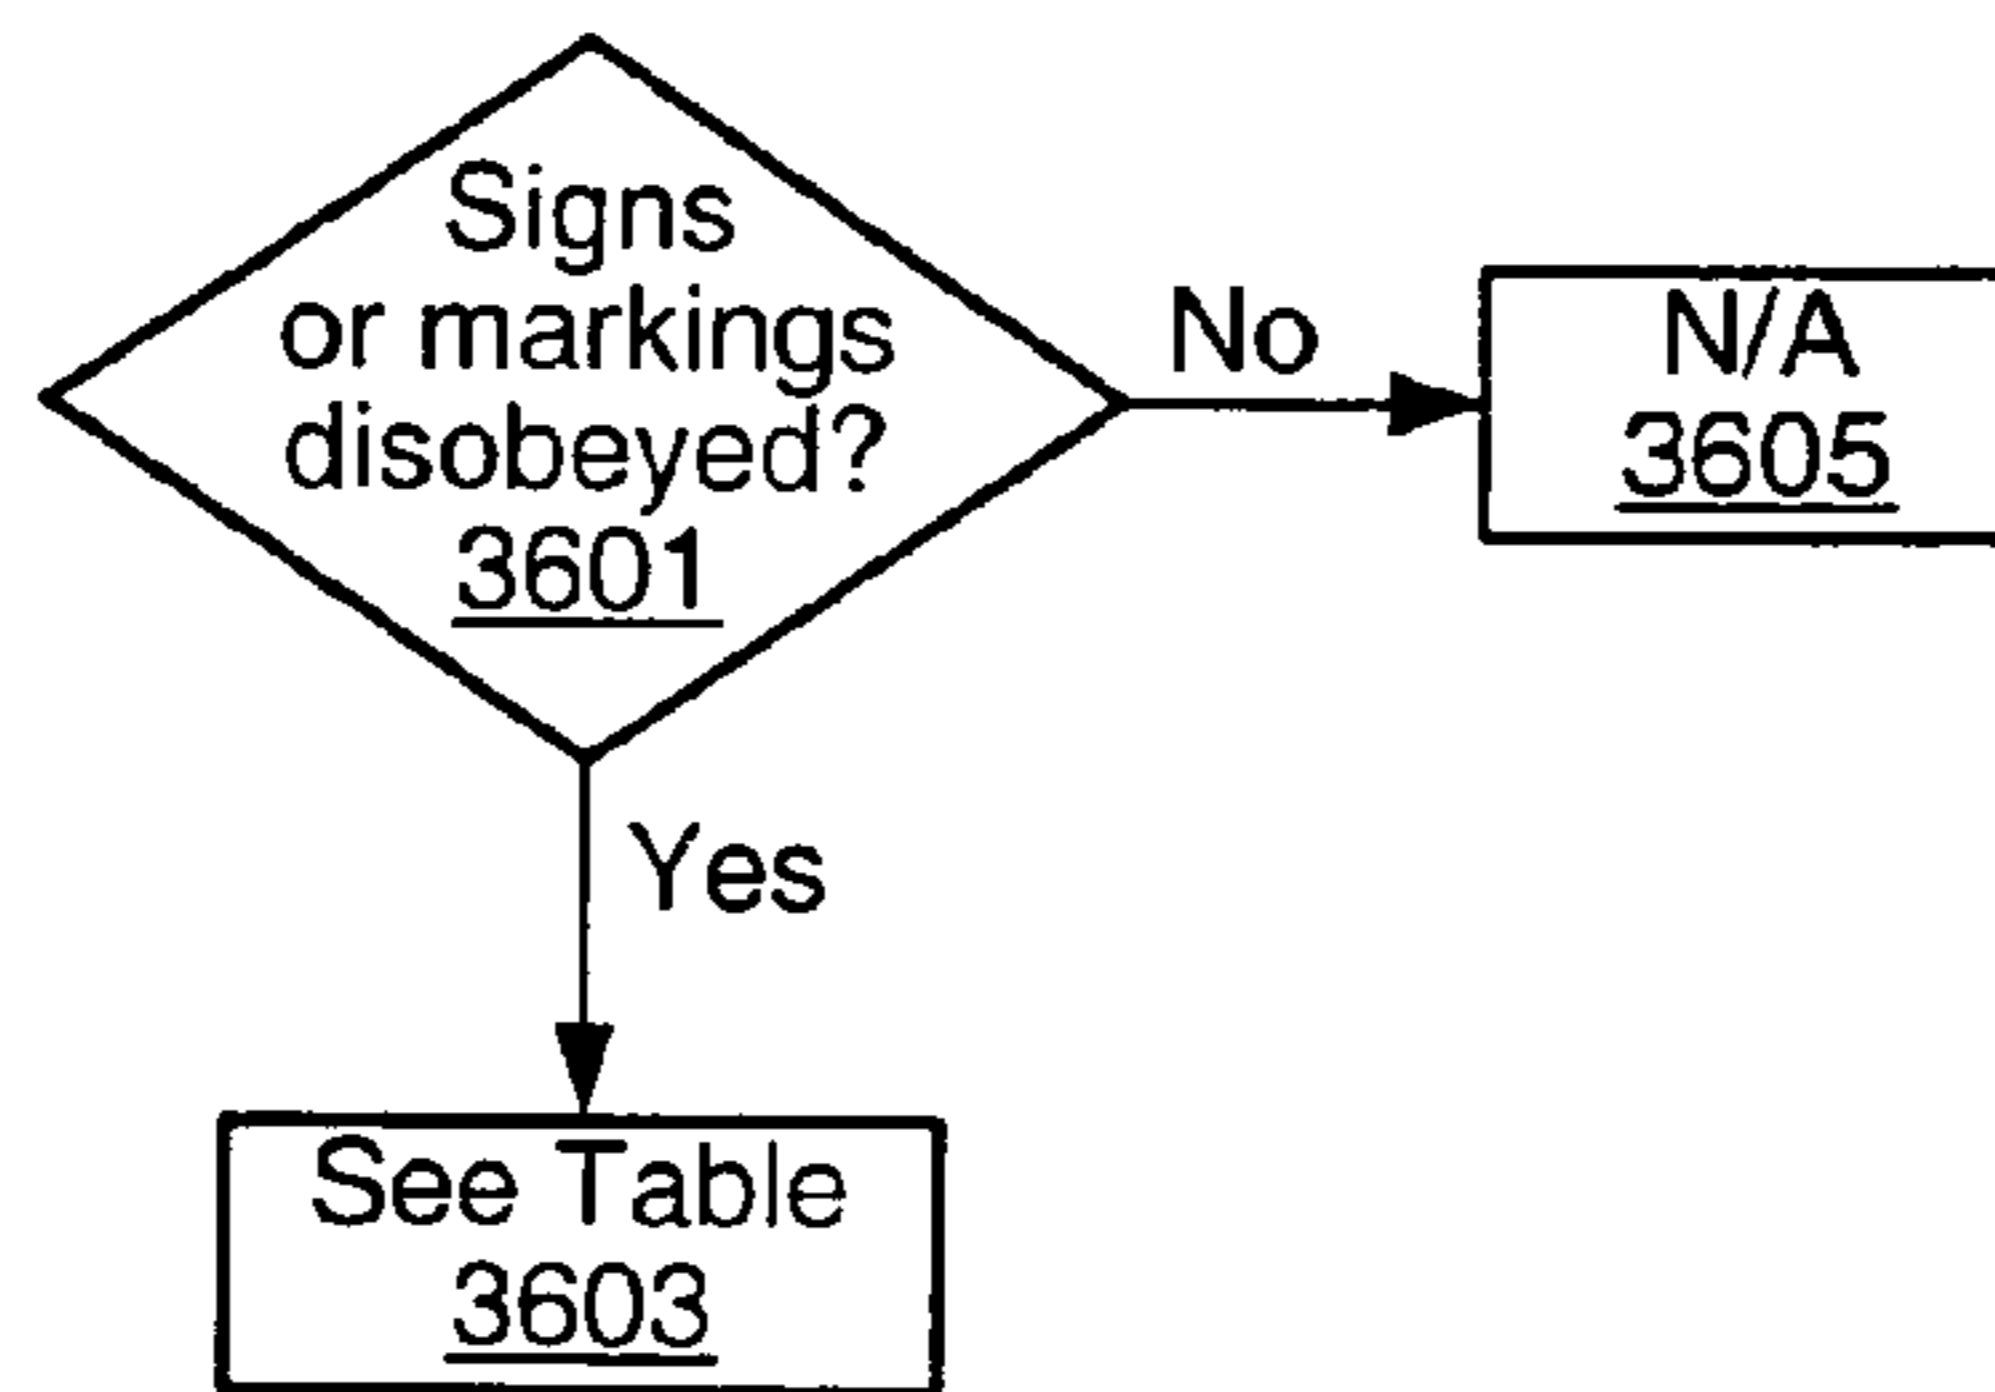 Signs
or markings
disobeyed?
3601
No
N/A
3605
Yes
See Table
3603